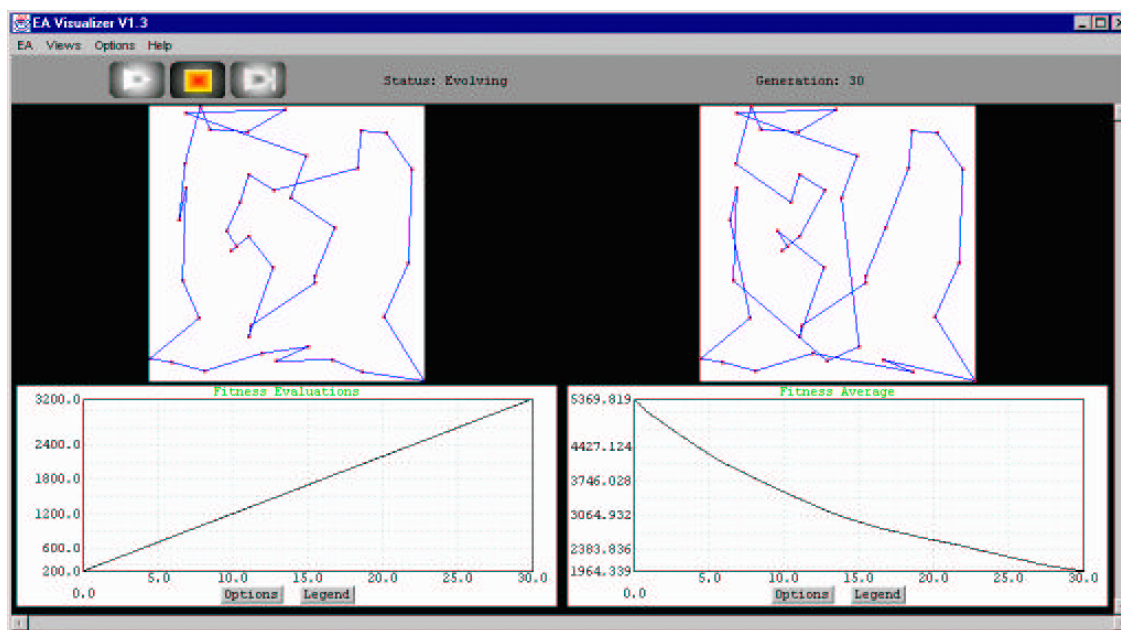 EA Visualizer V1.3
EA Views Options Help
Status: Evolving Generation: 30
Fitness Evaluations
3200.0
2400.0
1800.0
1200.0
600.0
200.0
5.0 10.0 15.0 20.0 25.0 30.0
0.0
Options Legend
Fitness Average
5369.819
4427.124
3746.028
3064.932
2383.836
1964.339
5.0 10.0 15.0 20.0 25.0 30.0
0.0
Options Legend